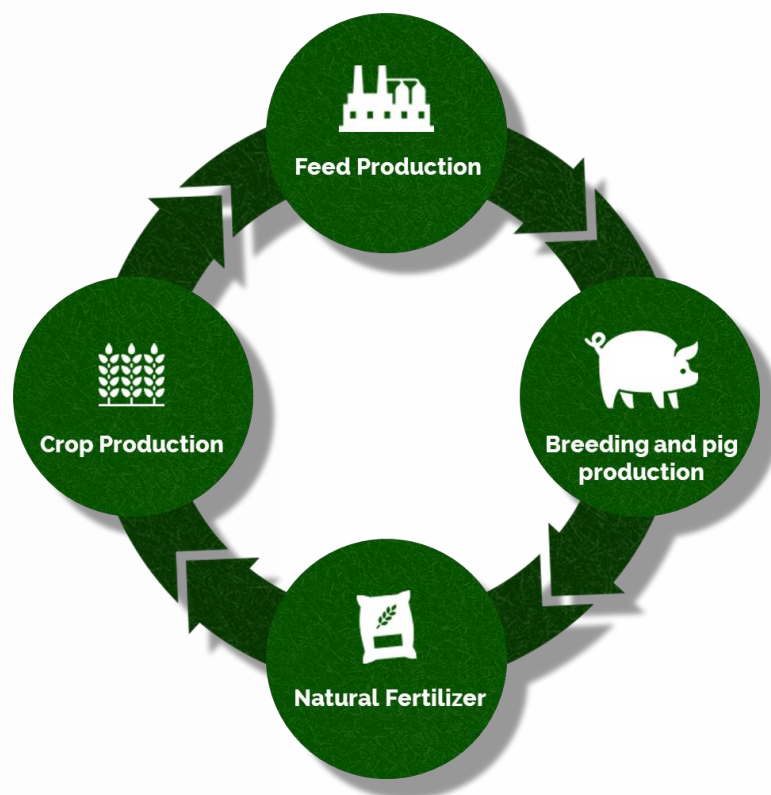 Feed Production
Crop Production
Breeding and pig
production
Natural Fertilizer